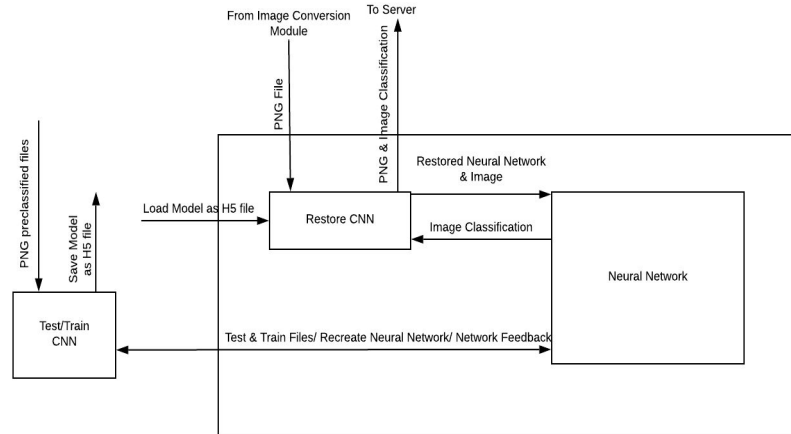 To Server
From Image Conversion
Module
PNG File
PNG & Image Classification
PNG preclassified files
Save Model
as H5 file
Load Model as H5 file
Restore CNN
Restored Neural Network
& Image
Image Classification
Neural Network
Test/Train
CNN
Test & Train Files/ Recreate Neural Network/ Network Feedback